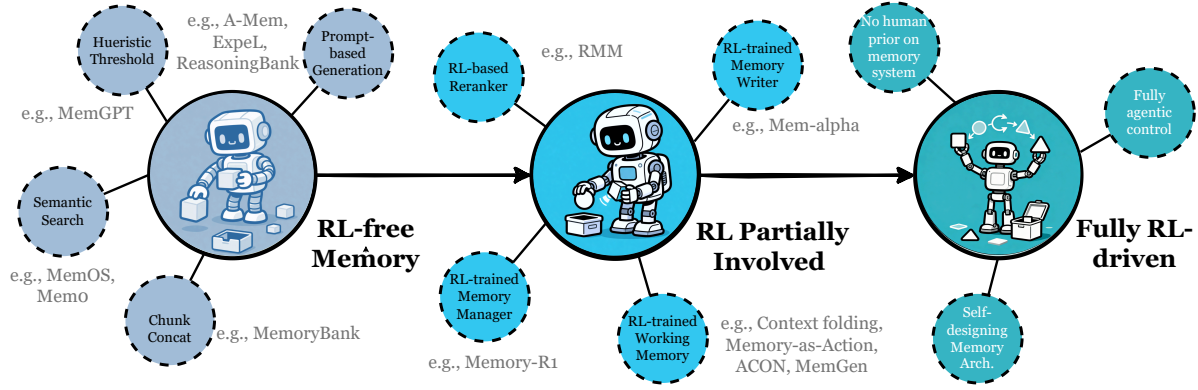 Hueristic
Threshold
e.g., A-Mem,
ExpeL,
ReasoningBank
Prompt-
based
Generation
e.g., MemGPT
Semantic
Search
e.g., MemOS,
Mem0
Chunk
Concat
e.g., MemoryBank
RL-free
Memory
RL-based
Reranker
e.g., RMM
RL-trained
Memory
Writer
e.g., Mem-alpha
RL-trained
Memory
Manager
e.g., Memory-R1
RL-trained
Working
Memory
e.g., Context folding,
Memory-as-Action,
ACON, MemGen
RL Partially
Involved
No human
prior on
memory
system
Fully
agentic
control
Self-
designing
Memory
Arch.
Fully RL-
driven